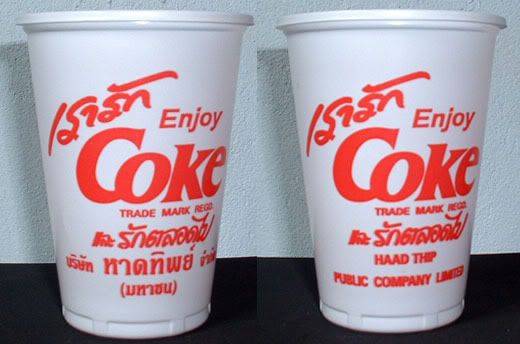 เรารัก
Enjoy
Coke
TRADE MARK REGD.
และรักตลอดไป
บริษัท หาดทิพย์ จำกัด
(มหาชน)
เรารัก
Enjoy
Coke
TRADE MARK REGD.
และรักตลอดไป
HAAD THIP
PUBLIC COMPANY LIMITED